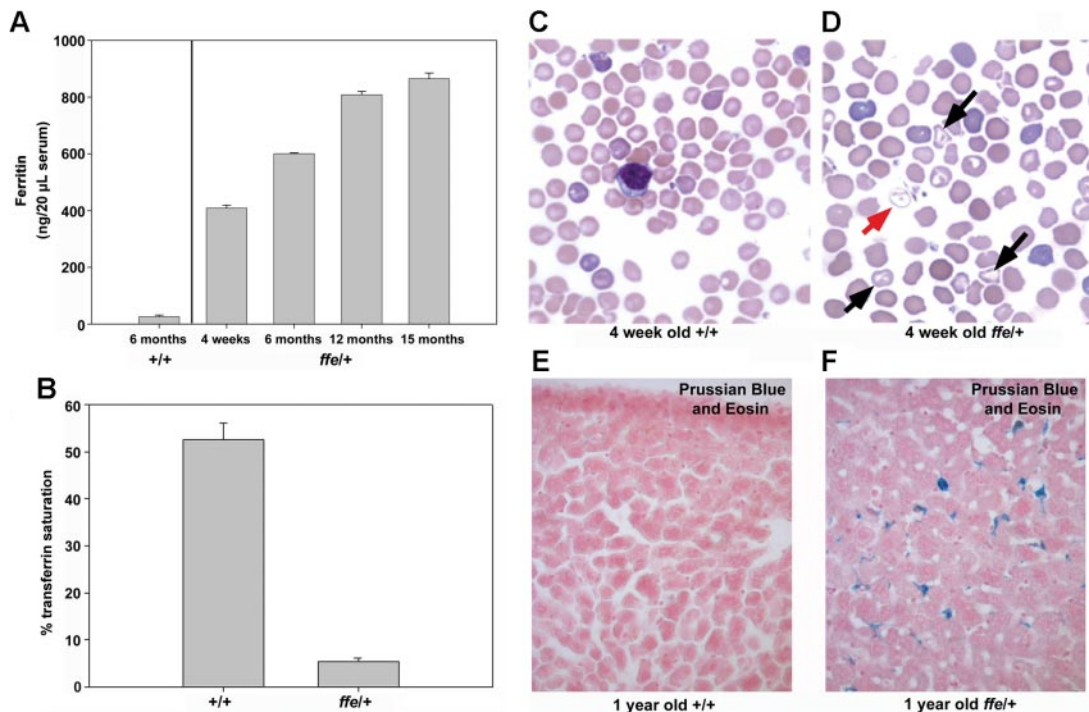 A
1000
800
600
400
200
0
Ferritin
(ng/20 µL serum)
6 months
4 weeks
6 months
12 months
15 months
+/+
ffe/+
B
60
50
40
30
20
10
0
% transferrin saturation
+/+
ffe/+
C
4 week old +/+
D
4 week old ffe/+
E
Prussian Blue
and Eosin
1 year old +/+
F
Prussian Blue
and Eosin
1 year old ffe/+